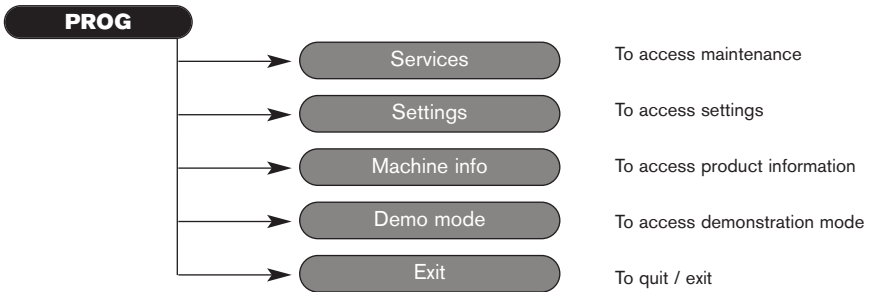 PROG
Services To access maintenance
Settings To access settings
Machine info To access product information
Demo mode To access demonstration mode
Exit To quit / exit